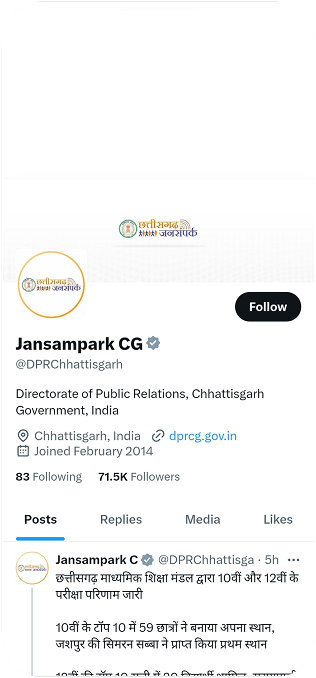 छत्तीसगढ़
जनसंपर्क
छत्तीसगढ़
जनसंपर्क
Follow
Jansampark CG
@DPRChhattisgarh
Directorate of Public Relations, Chhattisgarh
Government, India
Chhattisgarh, India dprcg.gov.in
Joined February 2014
83 Following 71.5K Followers
Posts Replies Media Likes
Jansampark C @DPRChhattisga · 5h ···
छत्तीसगढ़ माध्यमिक शिक्षा मंडल द्वारा 10वीं और 12वीं के
परीक्षा परिणाम जारी
10वीं के टॉप 10 में 59 छात्रों ने बनाया अपना स्थान,
जशपुर की सिमरन सब्बा ने प्राप्त किया प्रथम स्थान